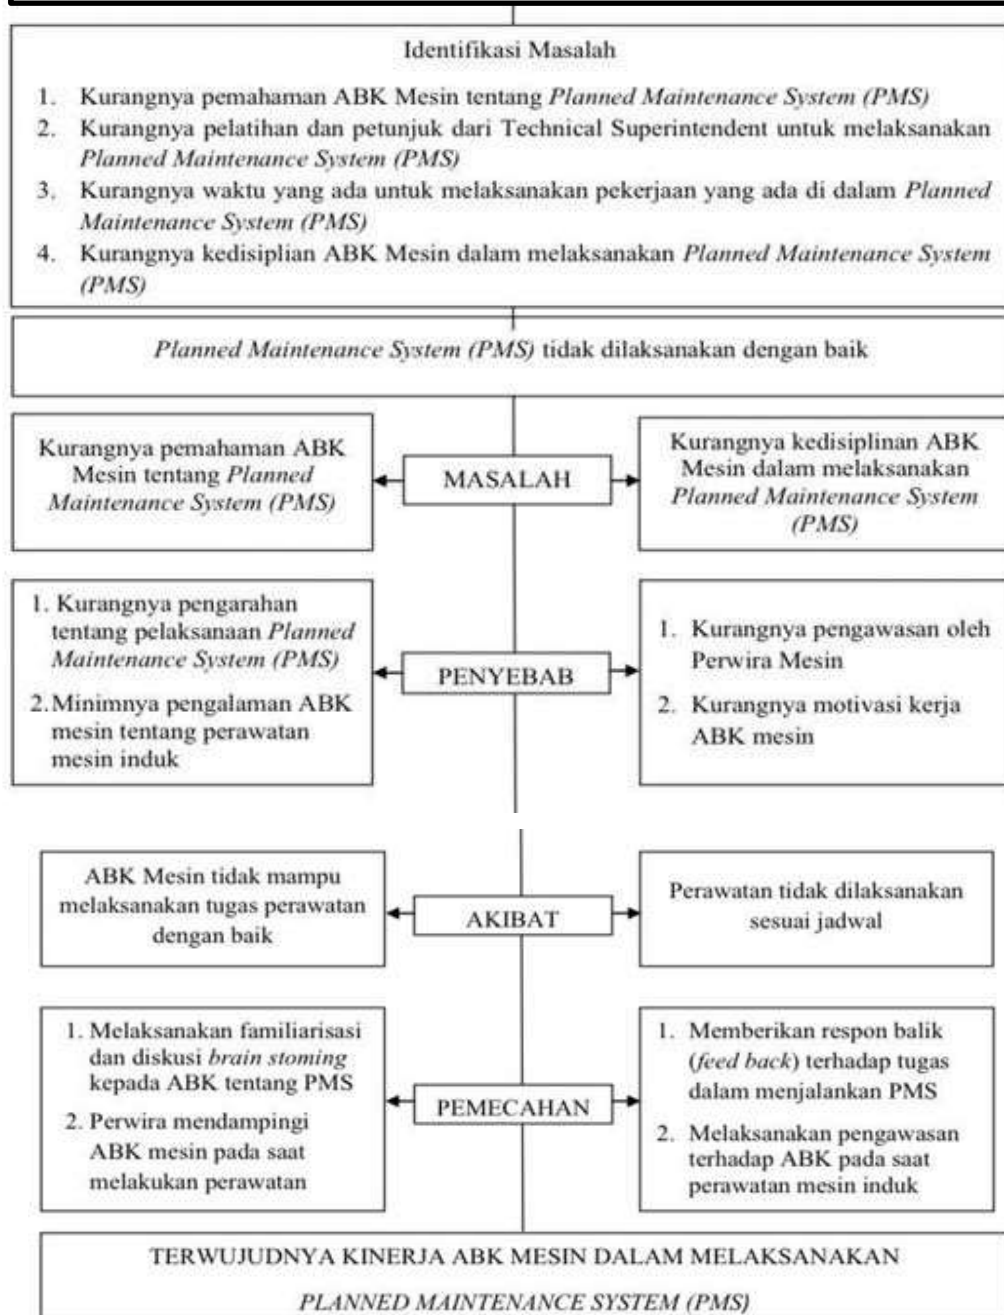 Identifikasi Masalah
1. Kurangnya pemahaman ABK Mesin tentang Planned Maintenance System (PMS)
2. Kurangnya pelatihan dan petunjuk dari Technical Superintendent untuk melaksanakan
Planned Maintenance System (PMS)
3. Kurangnya waktu yang ada untuk melaksanakan pekerjaan yang ada di dalam Planned
Maintenance System (PMS)
4. Kurangnya kedisiplian ABK Mesin dalam melaksanakan Planned Maintenance System
(PMS)
Planned Maintenance System (PMS) tidak dilaksanakan dengan baik
Kurangnya pemahaman ABK
Mesin tentang Planned
Maintenance System (PMS)
MASALAH
Kurangnya kedisiplinan ABK
Mesin dalam melaksanakan
Planned Maintenance System
(PMS)
1. Kurangnya pengarahan
tentang pelaksanaan Planned
Maintenance System (PMS)
2. Minimnya pengalaman ABK
mesin tentang perawatan
mesin induk
PENYEBAB
1. Kurangnya pengawasan oleh
Perwira Mesin
2. Kurangnya motivasi kerja
ABK mesin
ABK Mesin tidak mampu
melaksanakan tugas perawatan
dengan baik
AKIBAT
Perawatan tidak dilaksanakan
sesuai jadwal
1. Melaksanakan familiarisasi
dan diskusi brain stoming
kepada ABK tentang PMS
2. Perwira mendampingi
ABK mesin pada saat
melakukan perawatan
PEMECAHAN
1. Memberikan respon balik
(feed back) terhadap tugas
dalam menjalankan PMS
2. Melaksanakan pengawasan
terhadap ABK pada saat
perawatan mesin induk
TERWUJUDNYA KINERJA ABK MESIN DALAM MELAKSANAKAN
PLANNED MAINTENANCE SYSTEM (PMS)